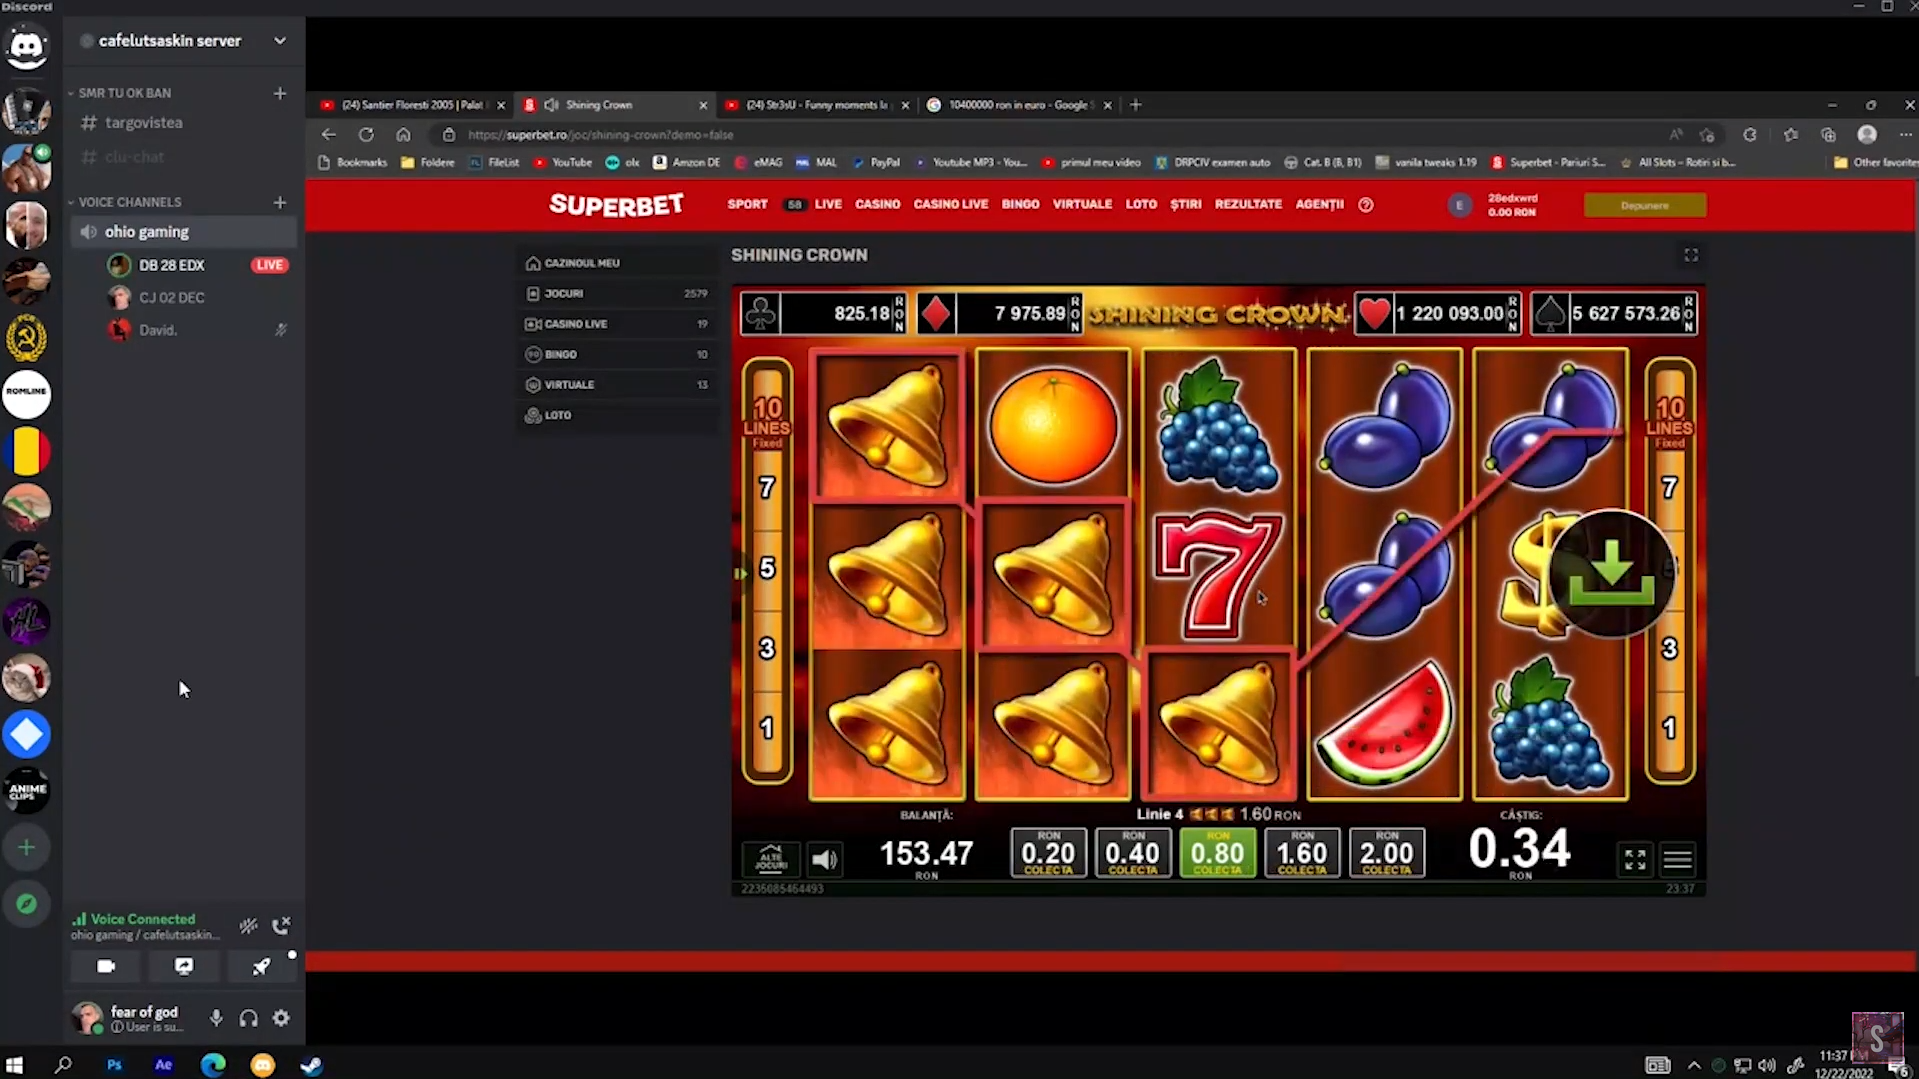 Discord
cafelutsaskin server
SMR TU OK BAN
# targovistea
# clu-chat
VOICE CHANNELS
ohio gaming
DB 28 EDX LIVE
CJ 02 DEC
David.
ROMLINE
ANIME
CLIPS
Voice Connected
ohio gaming / cafelutsaskin...
fear of god
User is su...
(24) Santier Floresti 2005 | Palat
Shining Crown
(24) Str3sU - Funny moments la
10400000 ron in euro - Google S
https://superbet.ro/joc/shining-crown?demo=false
Bookmarks Foldere FileList YouTube olx Amzon DE eMAG MAL PayPal Youtube MP3 - You... primul meu video DRPCIV examen auto Cat. B (B, B1) vanila tweaks 1.19 Superbet - Pariuri S... All Slots – Rotiri si b... Other favorites
SUPERBET
SPORT 58 LIVE CASINO CASINO LIVE BINGO VIRTUALE LOTO ȘTIRI REZULTATE AGENȚII
E 28edxwrd
0.00 RON
Depunere
CAZINOUL MEU
JOCURI 2579
CASINO LIVE 19
BINGO 10
VIRTUALE 13
LOTO
SHINING CROWN
825.18 RON
7 975.89 RON
SHINING CROWN
1 220 093.00 RON
5 627 573.26 RON
10
LINES
Fixed
7
5
3
1
7
$
10
LINES
Fixed
7
3
1
BALANȚĂ:
153.47
RON
Linie 4 1.60 RON
CÂȘTIG:
0.34
RON
ALTE
JOCURI
RON
0.20
COLECTA
RON
0.40
COLECTA
RON
0.80
COLECTA
RON
1.60
COLECTA
RON
2.00
COLECTA
2235085464493
23:37
Ps
Ae
S
11:37
12/22/2022
6